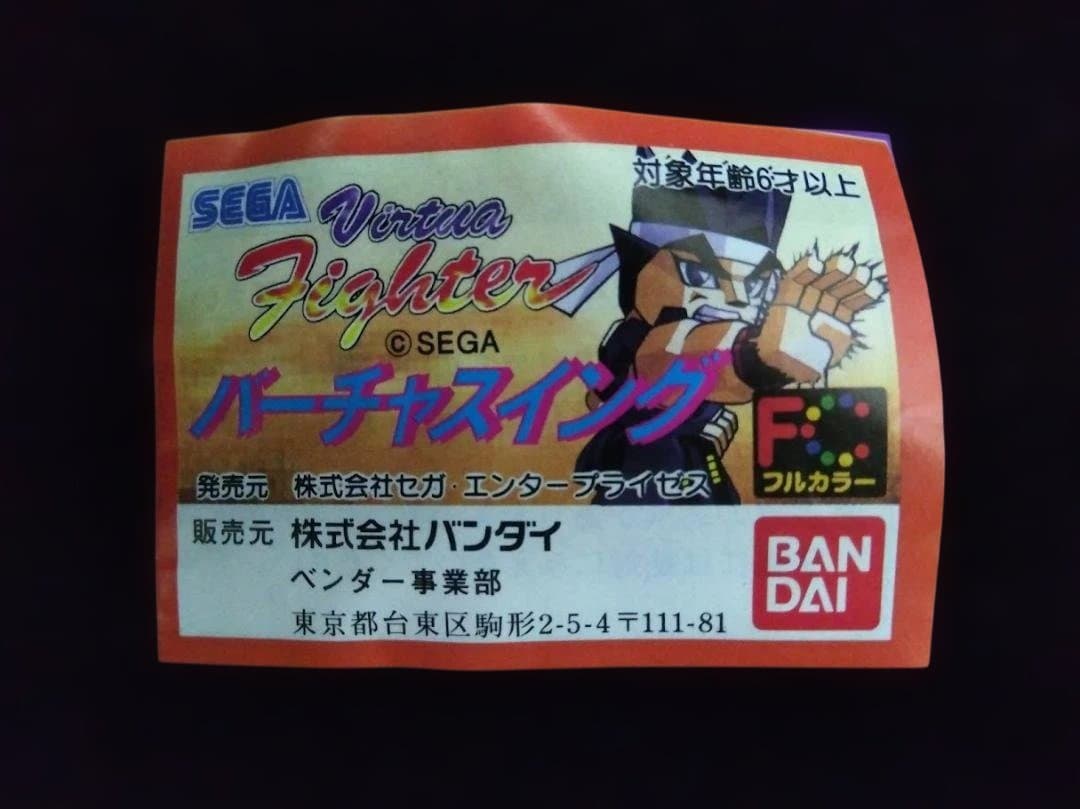 対象年齢6才以上
SEGA
Virtua
Fighter
©SEGA
バーチャスイング
FC
フルカラー
発売元 株式会社セガ・エンタープライゼス
販売元 株式会社バンダイ
ベンダー事業部
東京都台東区駒形2-5-4〒111-81
BAN
DAI